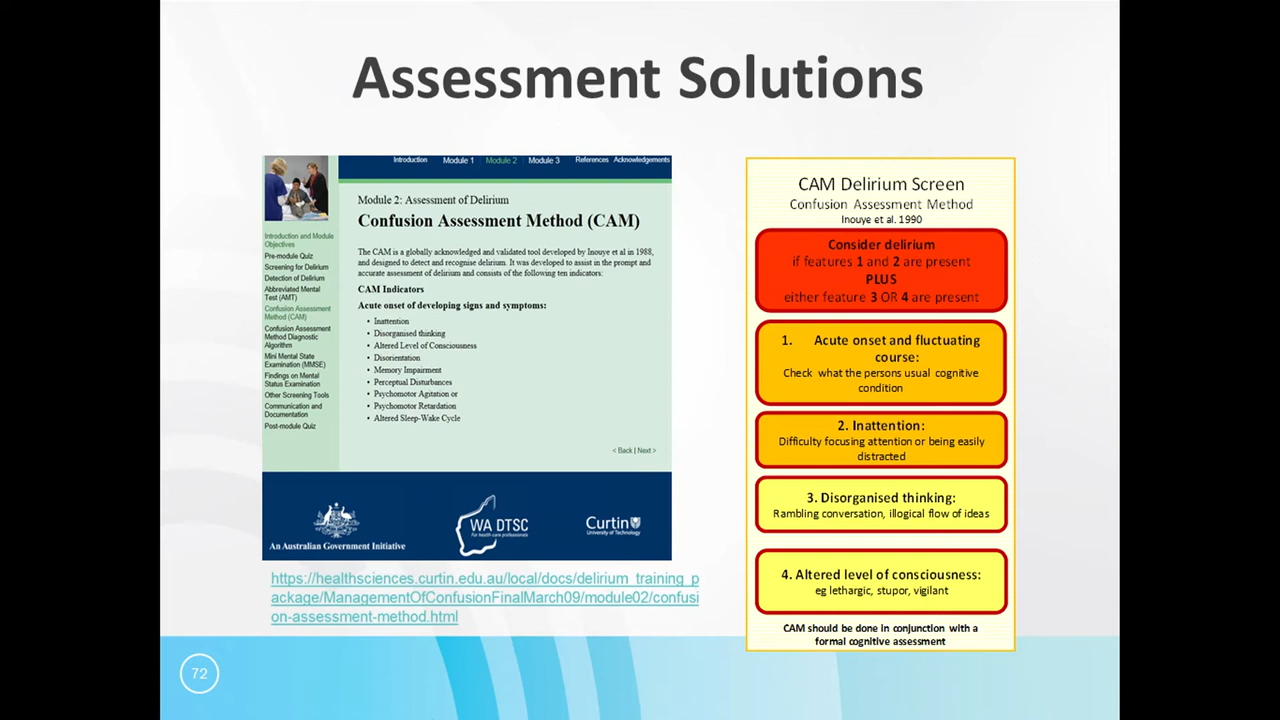 Assessment Solutions
Introduction Module 1 Module 2 Module 3 References Acknowledgements
Introduction and Module
Objectives
Pre-module Quiz
Screening for Delirium
Detection of Delirium
Abbreviated Mental
Test (AMT)
Confusion Assessment
Method (CAM)
Confusion Assessment
Method Diagnostic
Algorithm
Mini Mental State
Examination (MMSE)
Findings on Mental
Status Examination
Other Screening Tools
Communication and
Documentation
Post-module Quiz
Module 2: Assessment of Delirium
Confusion Assessment Method (CAM)
The CAM is a globally acknowledged and validated tool developed by Inouye et al in 1988,
and designed to detect and recognise delirium. It was developed to assist in the prompt and
accurate assessment of delirium and consists of the following ten indicators:
CAM Indicators
Acute onset of developing signs and symptoms:
• Inattention
• Disorganised thinking
• Altered Level of Consciousness
• Disorientation
• Memory Impairment
• Perceptual Disturbances
• Psychomotor Agitation or
• Psychomotor Retardation
• Altered Sleep-Wake Cycle
< Back | Next >
An Australian Government Initiative
WA DTSC
For health care professionals
Curtin
University of Technology
https://healthsciences.curtin.edu.au/local/docs/delirium_training_p
ackage/ManagementOfConfusionFinalMarch09/module02/confusi
on-assessment-method.html
CAM Delirium Screen
Confusion Assessment Method
Inouye et al. 1990
Consider delirium
if features 1 and 2 are present
PLUS
either feature 3 OR 4 are present
1. Acute onset and fluctuating
course:
Check what the persons usual cognitive
condition
2. Inattention:
Difficulty focusing attention or being easily
distracted
3. Disorganised thinking:
Rambling conversation, illogical flow of ideas
4. Altered level of consciousness:
eg lethargic, stupor, vigilant
CAM should be done in conjunction with a
formal cognitive assessment
72